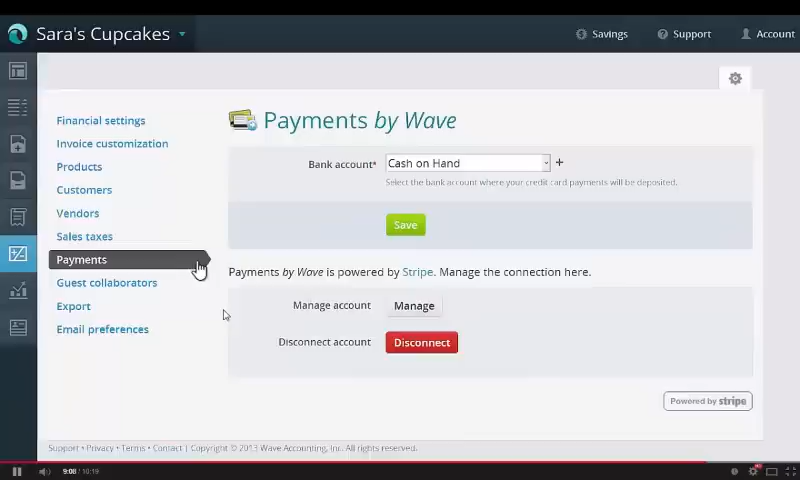 Sara's Cupcakes
Savings
Support
Account
Financial settings
Invoice customization
Products
Customers
Vendors
Sales taxes
Payments
Guest collaborators
Export
Email preferences
Payments by Wave
Bank account*
Cash on Hand
+
Select the bank account where your credit card payments will be deposited.
Save
Payments by Wave is powered by Stripe. Manage the connection here.
Manage account
Manage
Disconnect account
Disconnect
Powered by stripe
Support • Privacy • Terms • Contact | Copyright © 2013 Wave Accounting, Inc. All rights reserved.
9:08 / 10:19